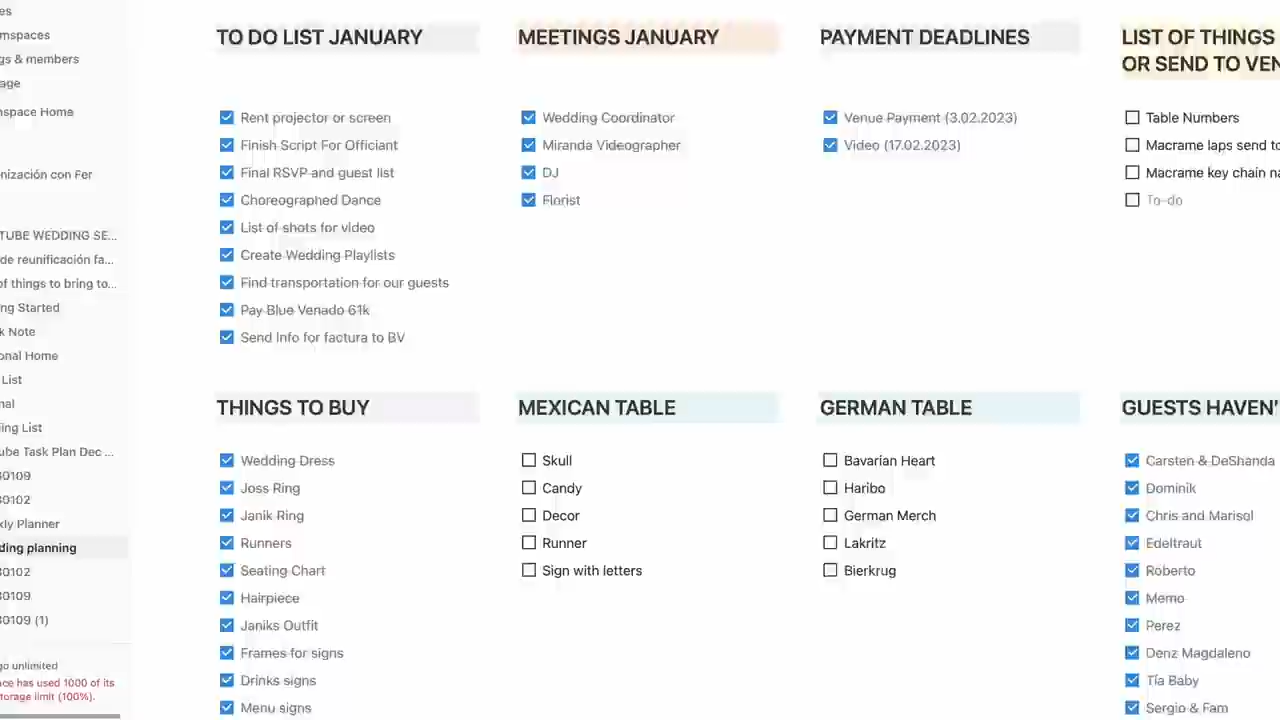 es
mspaces
gs & members
age
nspace Home
nización con Fer
TUBE WEDDING SE...
de reunificación fa...
of things to bring to...
ng Started
k Note
onal Home
List
nal
ling List
ube Task Plan Dec ...
30109
30102
kly Planner
ding planning
30102
30109
30109 (1)
go unlimited
ace has used 1000 of its
torage limit (100%).
TO DO LIST JANUARY
Rent projector or screen
Finish Script For Officiant
Final RSVP and guest list
Choreographed Dance
List of shots for video
Create Wedding Playlists
Find transportation for our guests
Pay Blue Venado 61k
Send Info for factura to BV
MEETINGS JANUARY
Wedding Coordinator
Miranda Videographer
DJ
Florist
PAYMENT DEADLINES
Venue Payment (3.02.2023)
Video (17.02.2023)
LIST OF THINGS
OR SEND TO VEN
Table Numbers
Macrame laps send to
Macrame key chain na
To-do
THINGS TO BUY
Wedding Dress
Joss Ring
Janik Ring
Runners
Seating Chart
Hairpiece
Janiks Outfit
Frames for signs
Drinks signs
Menu signs
MEXICAN TABLE
Skull
Candy
Decor
Runner
Sign with letters
GERMAN TABLE
Bavarian Heart
Haribo
German Merch
Lakritz
Bierkrug
GUESTS HAVEN'
Carsten & DeShanda
Dominik
Chris and Marisol
Edeltraut
Roberto
Memo
Perez
Denz Magdaleno
Tía Baby
Sergio & Fam